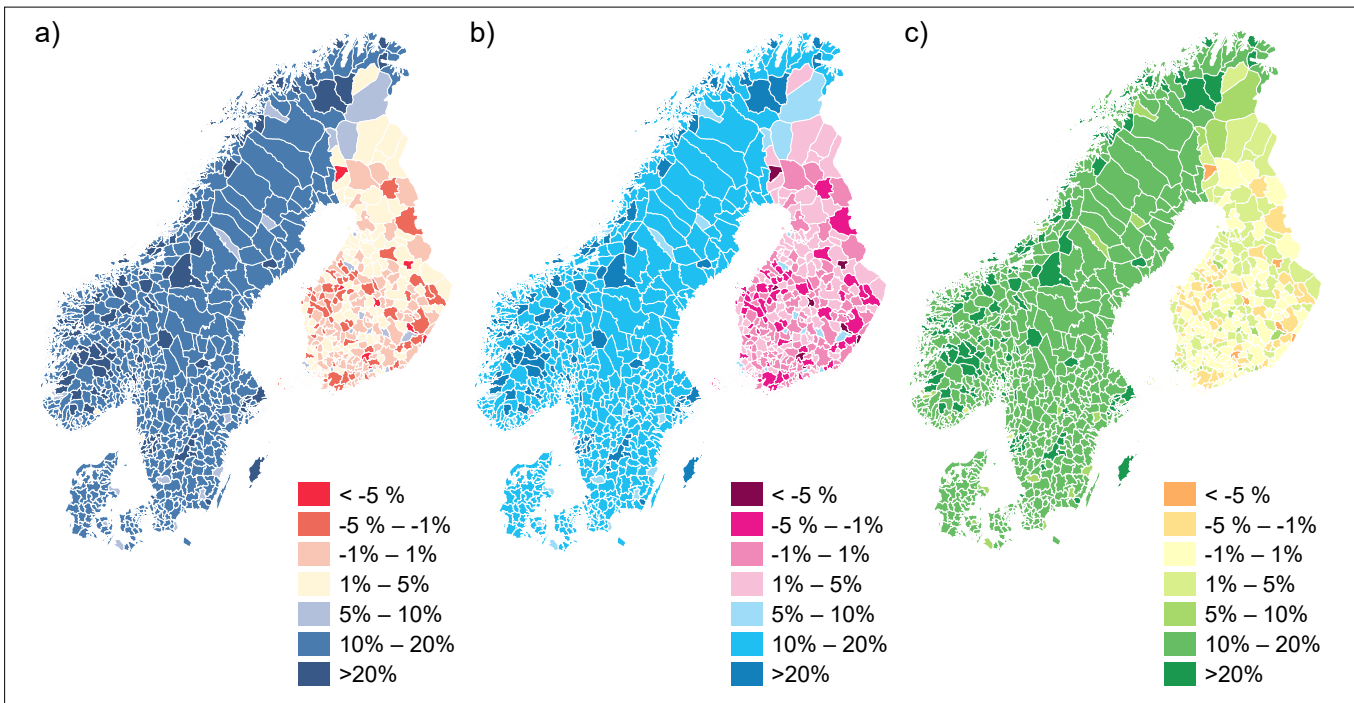 a)
< -5 %
-5 % – -1%
-1% – 1%
1% – 5%
5% – 10%
10% – 20%
>20%
b)
< -5 %
-5 % – -1%
-1% – 1%
1% – 5%
5% – 10%
10% – 20%
>20%
c)
< -5 %
-5 % – -1%
-1% – 1%
1% – 5%
5% – 10%
10% – 20%
>20%